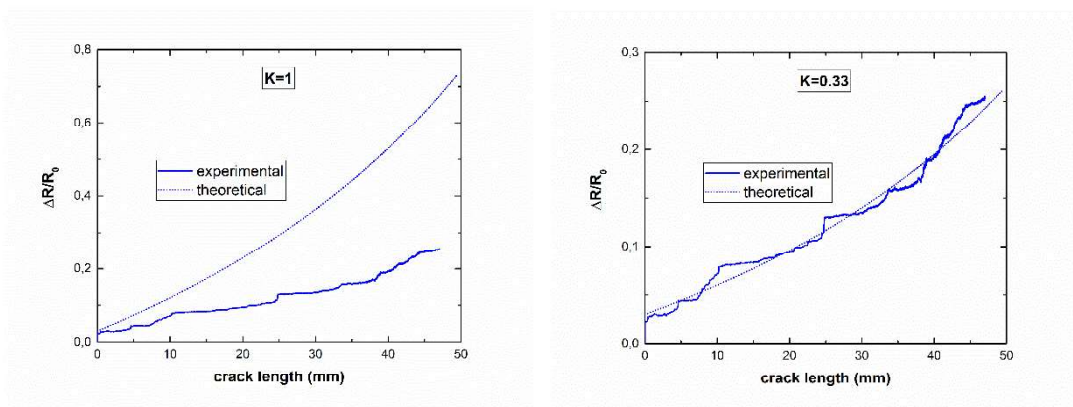 0,8
0,6
0,4
0,2
0,0
ΔR/R0
K=1
experimental
theoretical
0 10 20 30 40 50
crack length (mm)
0,3
0,2
0,1
0,0
ΔR/R0
K=0.33
experimental
theoretical
0 10 20 30 40 50
crack length (mm)